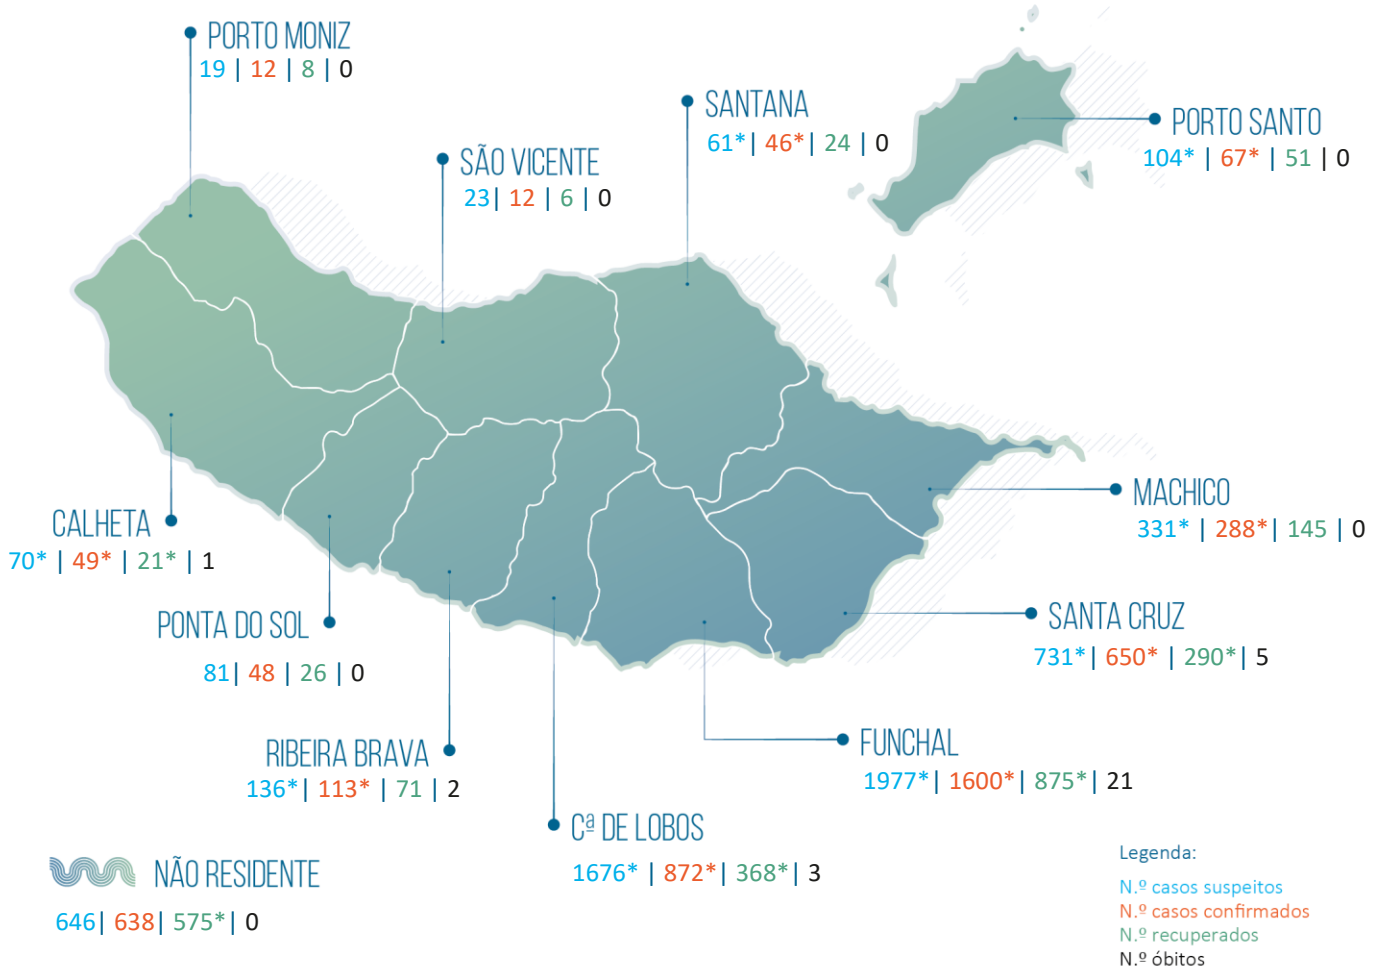 PORTO MONIZ
19 | 12 | 8 | 0
SANTANA
61* | 46* | 24 | 0
PORTO SANTO
104* | 67* | 51 | 0
SÃO VICENTE
23| 12 | 6 | 0
MACHICO
331* | 288*| 145 | 0
CALHETA
70* | 49* | 21* | 1
SANTA CRUZ
731*| 650* | 290*| 5
PONTA DO SOL
81| 48 | 26 | 0
RIBEIRA BRAVA
136*| 113* | 71 | 2
FUNCHAL
1977*| 1600*| 875*| 21
Cª DE LOBOS
1676* | 872*| 368*| 3
NÃO RESIDENTE
646| 638| 575*| 0
Legenda:
N.º casos suspeitos
N.º casos confirmados
N.º recuperados
N.º óbitos